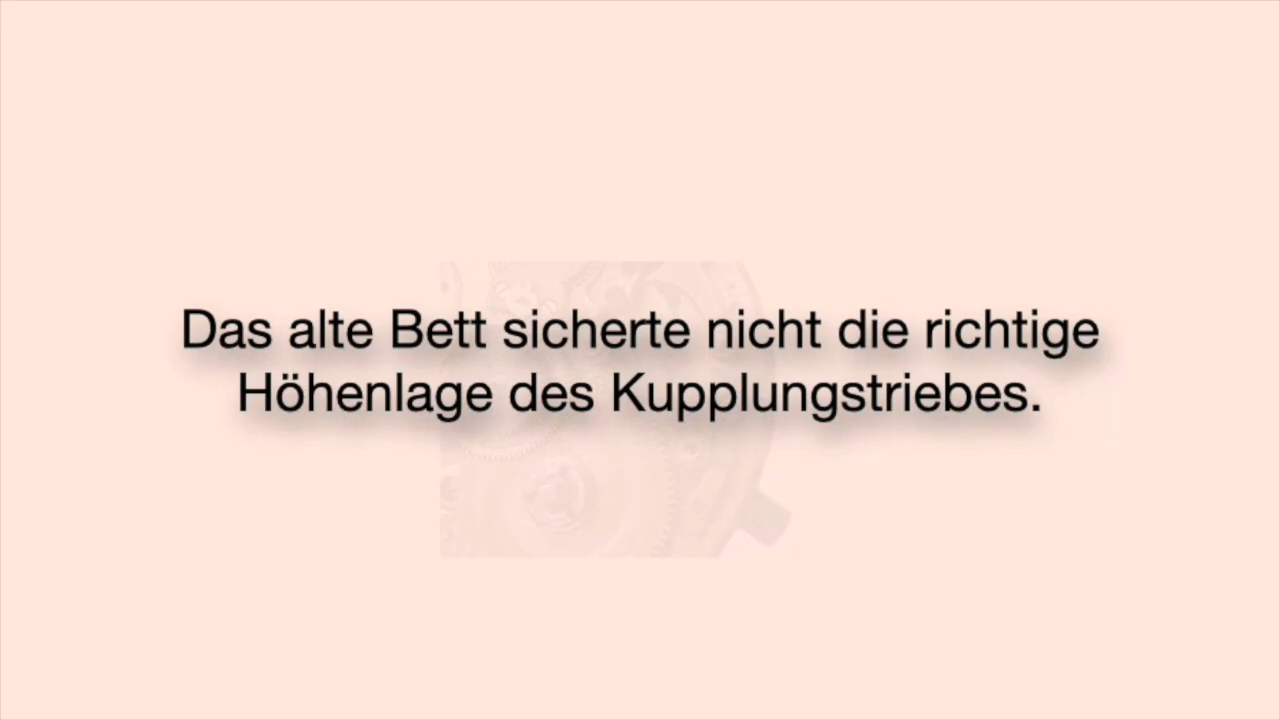 Das alte Bett sicherte nicht die richtige
Höhenlage des Kupplungstriebes.